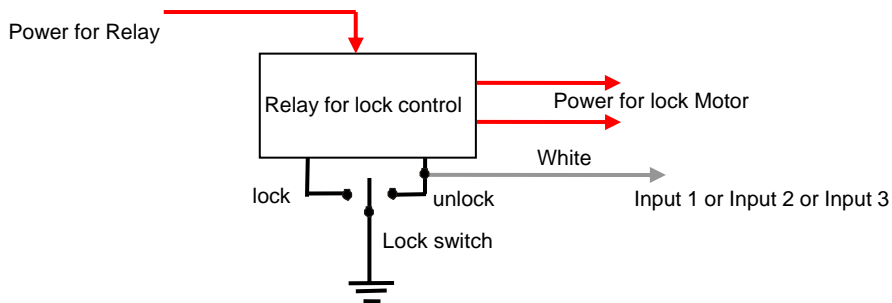 Power for Relay
Relay for lock control
Power for lock Motor
White
lock
unlock
Input 1 or Input 2 or Input 3
Lock switch